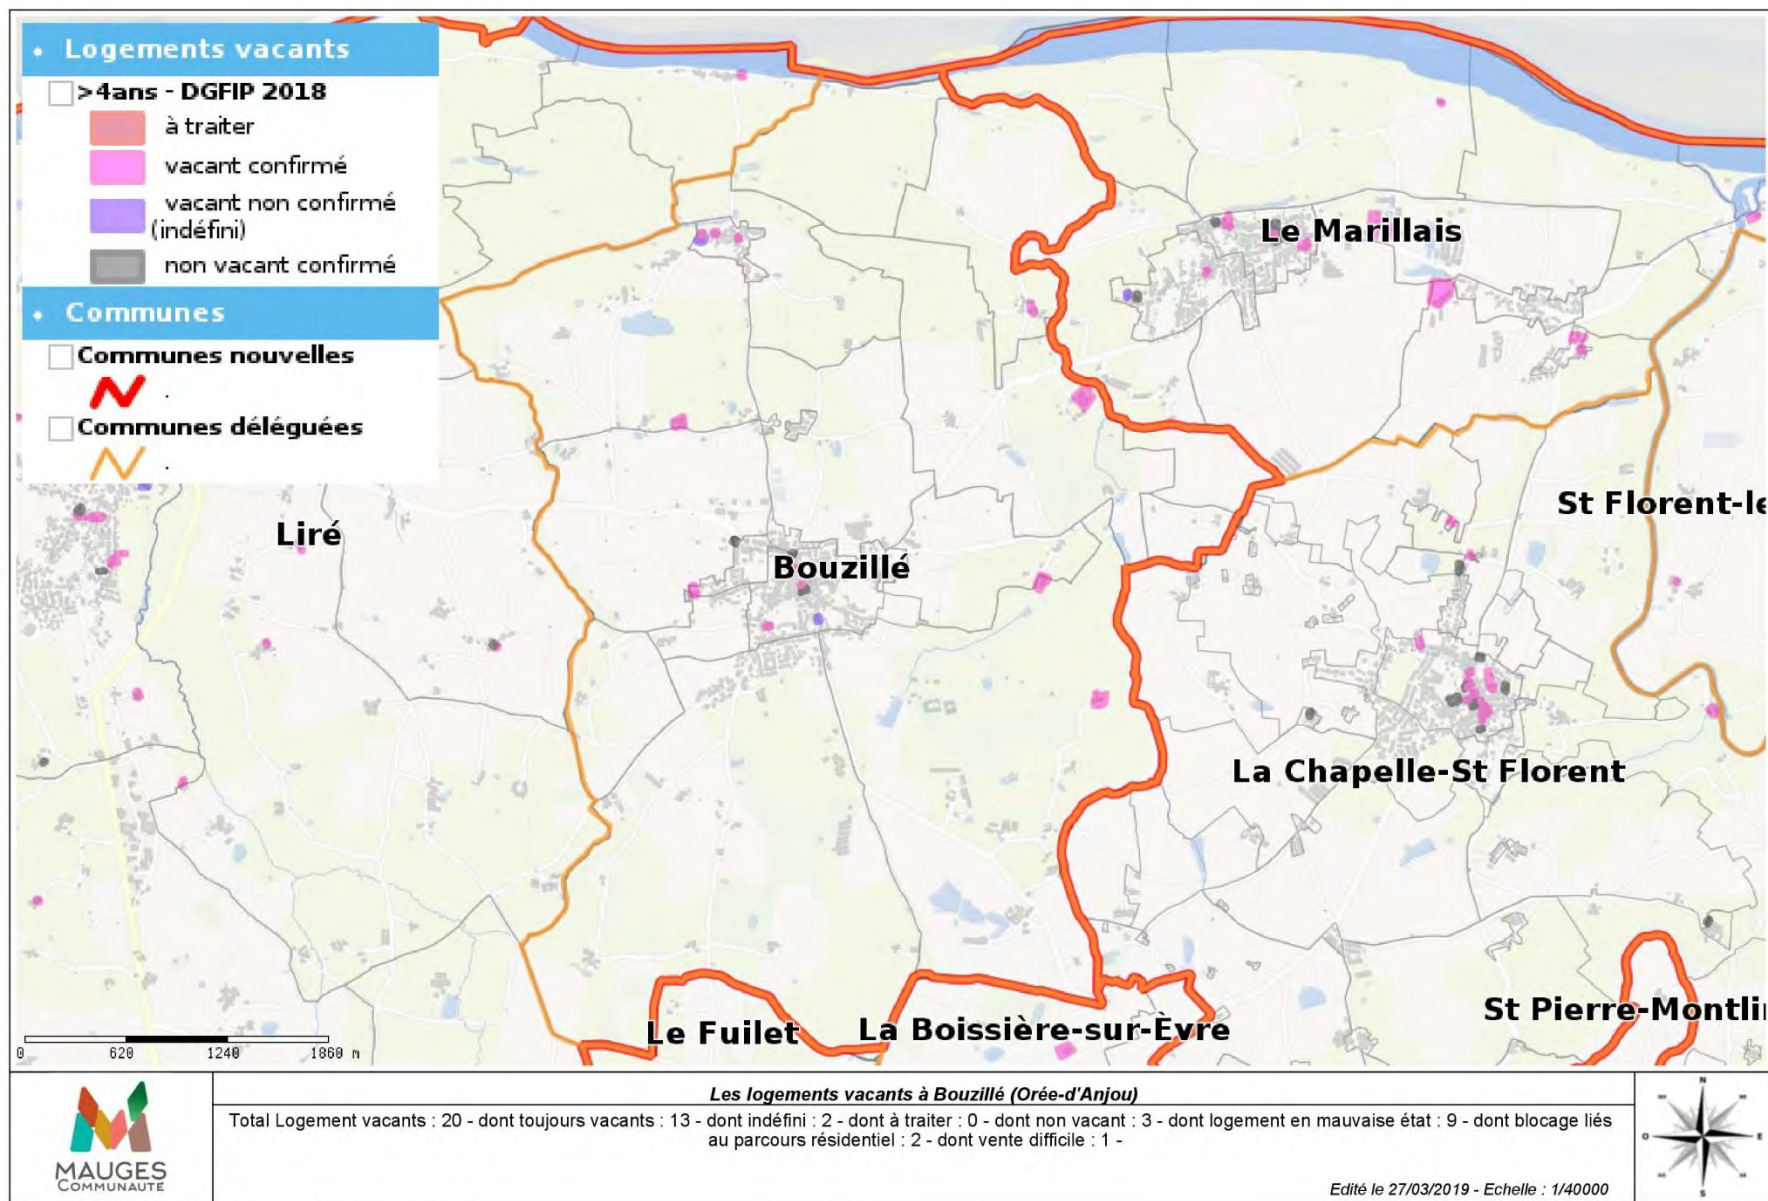 Logements vacants
>4ans - DGFIP 2018
à traiter
vacant confirmé
vacant non confirmé
(indéfini)
non vacant confirmé
Communes
Communes nouvelles
.
Communes déléguées
.
Le Marillais
St Florent-le
Liré
Bouzillé
La Chapelle-St Florent
St Pierre-Montli
Le Fuilet
La Boissière-sur-Èvre
0 620 1240 1860 m
MAUGES
COMMUNAUTÉ
Les logements vacants à Bouzillé (Orée-d'Anjou)
Total Logement vacants : 20 - dont toujours vacants : 13 - dont indéfini : 2 - dont à traiter : 0 - dont non vacant : 3 - dont logement en mauvaise état : 9 - dont blocage liés
au parcours résidentiel : 2 - dont vente difficile : 1 -
Edité le 27/03/2019 - Echelle : 1/40000
N
O
E
S